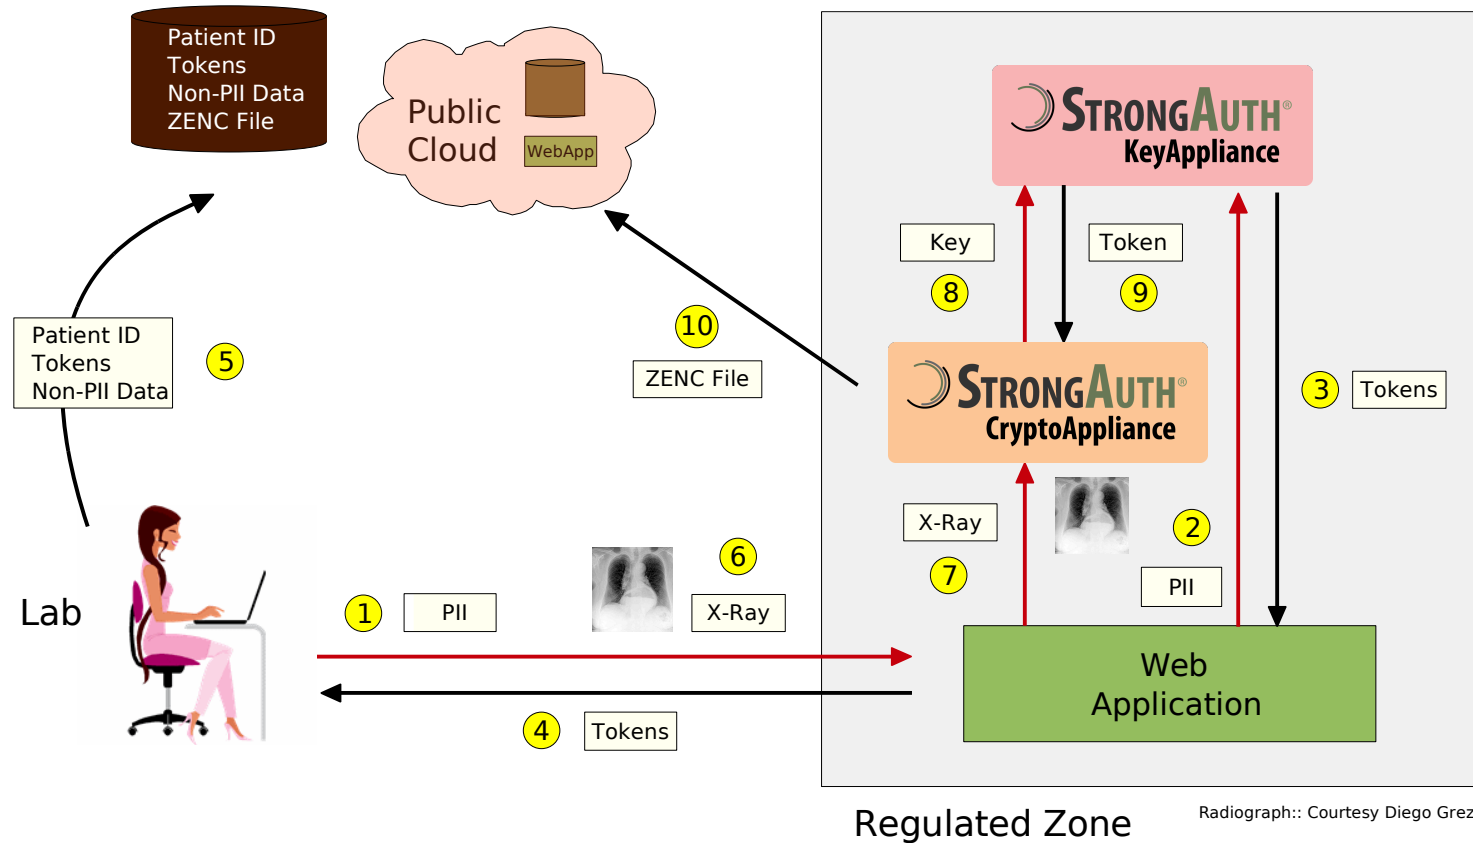 Patient ID
Tokens
Non-PII Data
ZENC File
Public
Cloud
WebApp
STRONGAUTH®
KeyAppliance
Key
8
Token
9
10
ZENC File
Patient ID
Tokens
Non-PII Data
5
STRONGAUTH®
CryptoAppliance
3
Tokens
X-Ray
7
2
PII
Lab
1
PII
6
X-Ray
4
Tokens
Web
Application
Regulated Zone
Radiograph:: Courtesy Diego Grez